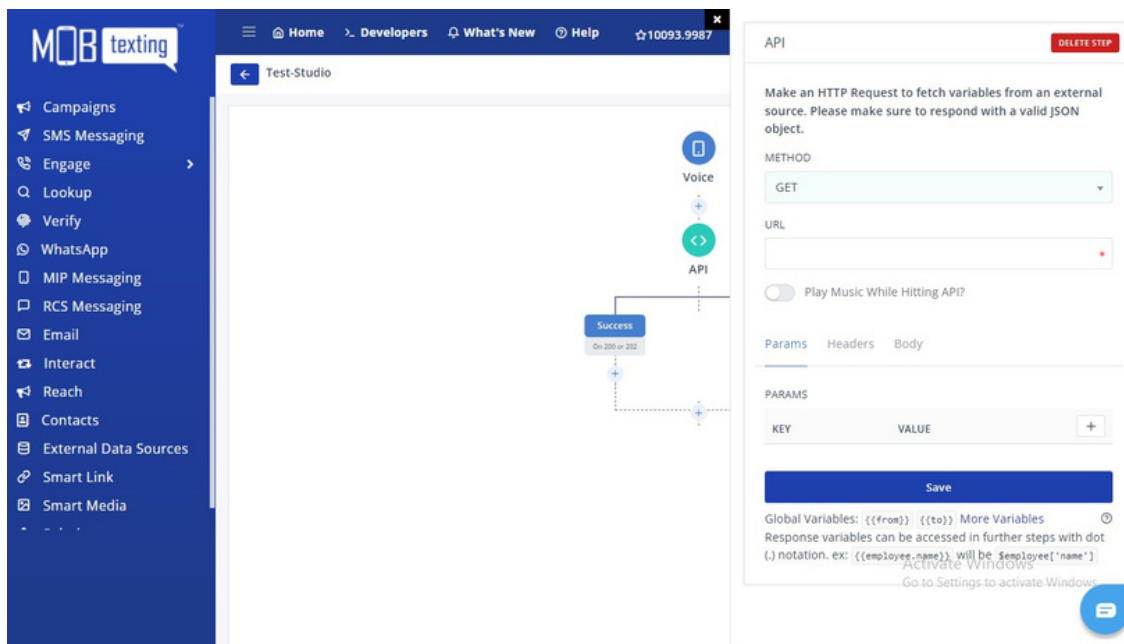 MOB texting TM
Campaigns
SMS Messaging
Engage
Lookup
Verify
WhatsApp
MIP Messaging
RCS Messaging
Email
Interact
Reach
Contacts
External Data Sources
Smart Link
Smart Media
Home Developers What's New Help 10093.9987
Test-Studio
Voice
API
Success
On 200 or 202
API
DELETE STEP
Make an HTTP Request to fetch variables from an external
source. Please make sure to respond with a valid JSON
object.
METHOD
GET
URL
*
Play Music While Hitting API?
Params Headers Body
PARAMS
KEY VALUE +
Save
Global Variables: {{from}} {{to}} More Variables
Response variables can be accessed in further steps with dot
(.) notation. ex: {{employee.name}} will be $employee['name']
Activate Windows
Go to Settings to activate Windows.